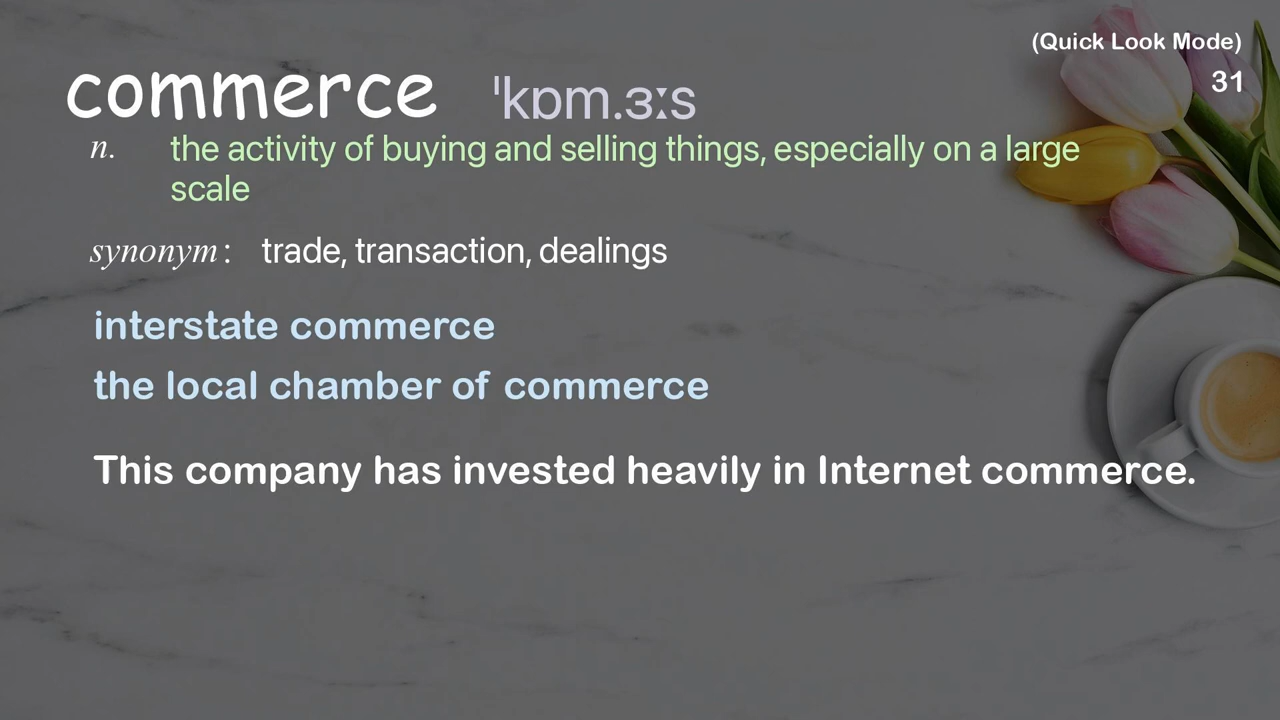 (Quick Look Mode)
31
commerce ˈkɒm.ɜːs
n. the activity of buying and selling things, especially on a large
scale
synonym: trade, transaction, dealings
interstate commerce
the local chamber of commerce
This company has invested heavily in Internet commerce.